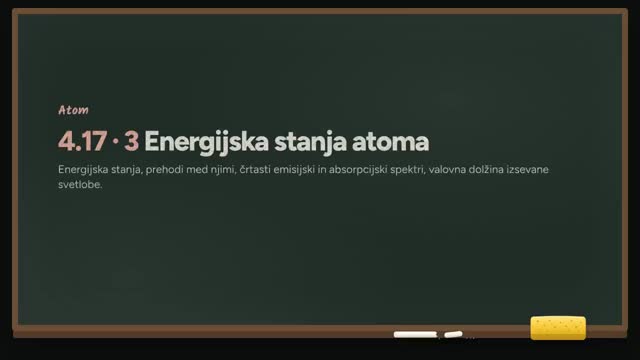 Atom
4.17 · 3 Energijska stanja atoma
Energijska stanja, prehodi med njimi, črtasti emisijski in absorpcijski spektri, valovna dolžina izsevane
svetlobe.